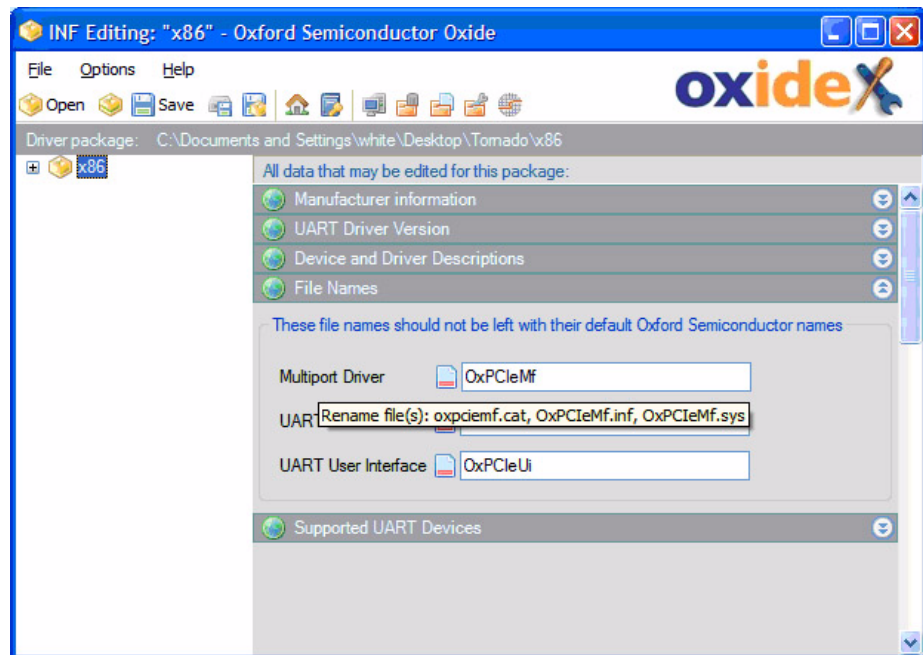 INF Editing: "x86" - Oxford Semiconductor Oxide
File Options Help
Open Save
oxide
Driver package: C:\Documents and Settings\white\Desktop\Tornado\x86
x86
All data that may be edited for this package:
Manufacturer information
UART Driver Version
Device and Driver Descriptions
File Names
These file names should not be left with their default Oxford Semiconductor names
Multiport Driver OxPCIeMf
UART
Rename file(s): oxpciemf.cat, OxPCIeMf.inf, OxPCIeMf.sys
UART User Interface OxPCIeUi
Supported UART Devices